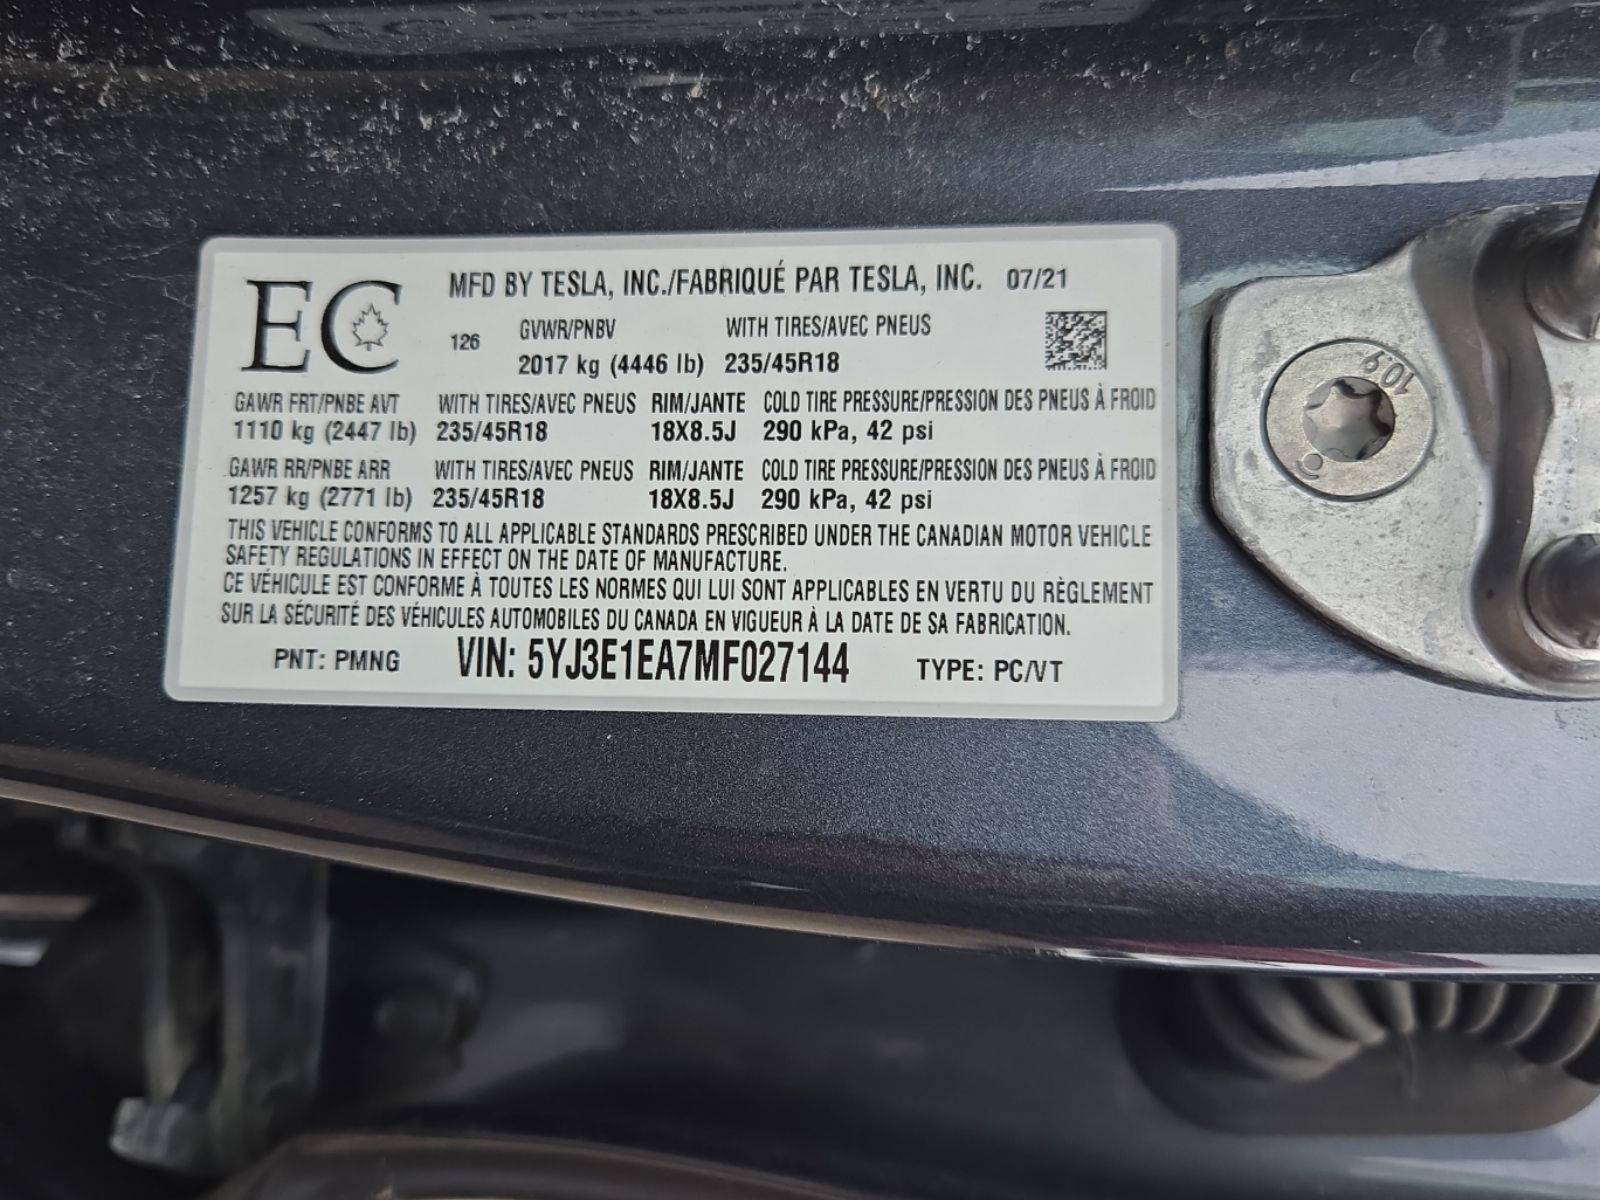 EC
MFD BY TESLA, INC./FABRIQUÉ PAR TESLA, INC. 07/21
126 GVWR/PNBV WITH TIRES/AVEC PNEUS
2017 kg (4446 lb) 235/45R18
GAWR FRT/PNBE AVT WITH TIRES/AVEC PNEUS RIM/JANTE COLD TIRE PRESSURE/PRESSION DES PNEUS À FROID
1110 kg (2447 lb) 235/45R18 18X8.5J 290 kPa, 42 psi
GAWR RR/PNBE ARR WITH TIRES/AVEC PNEUS RIM/JANTE COLD TIRE PRESSURE/PRESSION DES PNEUS À FROID
1257 kg (2771 lb) 235/45R18 18X8.5J 290 kPa, 42 psi
THIS VEHICLE CONFORMS TO ALL APPLICABLE STANDARDS PRESCRIBED UNDER THE CANADIAN MOTOR VEHICLE
SAFETY REGULATIONS IN EFFECT ON THE DATE OF MANUFACTURE.
CE VÉHICULE EST CONFORME À TOUTES LES NORMES QUI LUI SONT APPLICABLES EN VERTU DU RÈGLEMENT
SUR LA SÉCURITÉ DES VÉHICULES AUTOMOBILES DU CANADA EN VIGUEUR À LA DATE DE SA FABRICATION.
PNT: PMNG VIN: 5YJ3E1EA7MF027144 TYPE: PC/VT
10.9